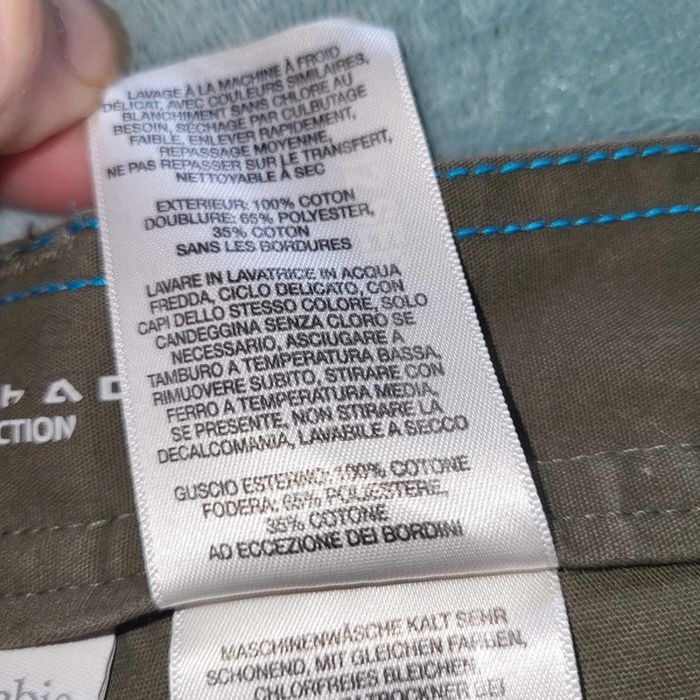 LAVAGE À LA MACHINE À FROID
DÉLICAT, AVEC COULEURS SIMILAIRES,
BLANCHIMENT SANS CHLORE AU
BESOIN, SÉCHAGE PAR CULBUTAGE
FAIBLE, ENLEVER RAPIDEMENT,
REPASSAGE MOYENNE,
NE PAS REPASSER SUR LE TRANSFERT,
NETTOYABLE À SEC
EXTERIEUR: 100% COTON
DOUBLURE: 65% POLYESTER,
35% COTON
SANS LES BORDURES
LAVARE IN LAVATRICE IN ACQUA
FREDDA, CICLO DELICATO, CON
CAPI DELLO STESSO COLORE, SOLO
CANDEGGINA SENZA CLORO SE
NECESSARIO, ASCIUGARE A
TAMBURO A TEMPERATURA BASSA,
RIMUOVERE SUBITO, STIRARE CON
FERRO A TEMPERATURA MEDIA,
SE PRESENTE, NON STIRARE LA
DECALCOMANIA, LAVABILE A SECCO
GUSCIO ESTERNO: 100% COTONE
FODERA: 65% POLIESTERE,
35% COTONE
AD ECCEZIONE DEI BORDINI
CTION
MASCHINENWÄSCHE KALT SEHR
SCHONEND, MIT GLEICHEN FARBEN,
CHLORFREIES BLEICHEN